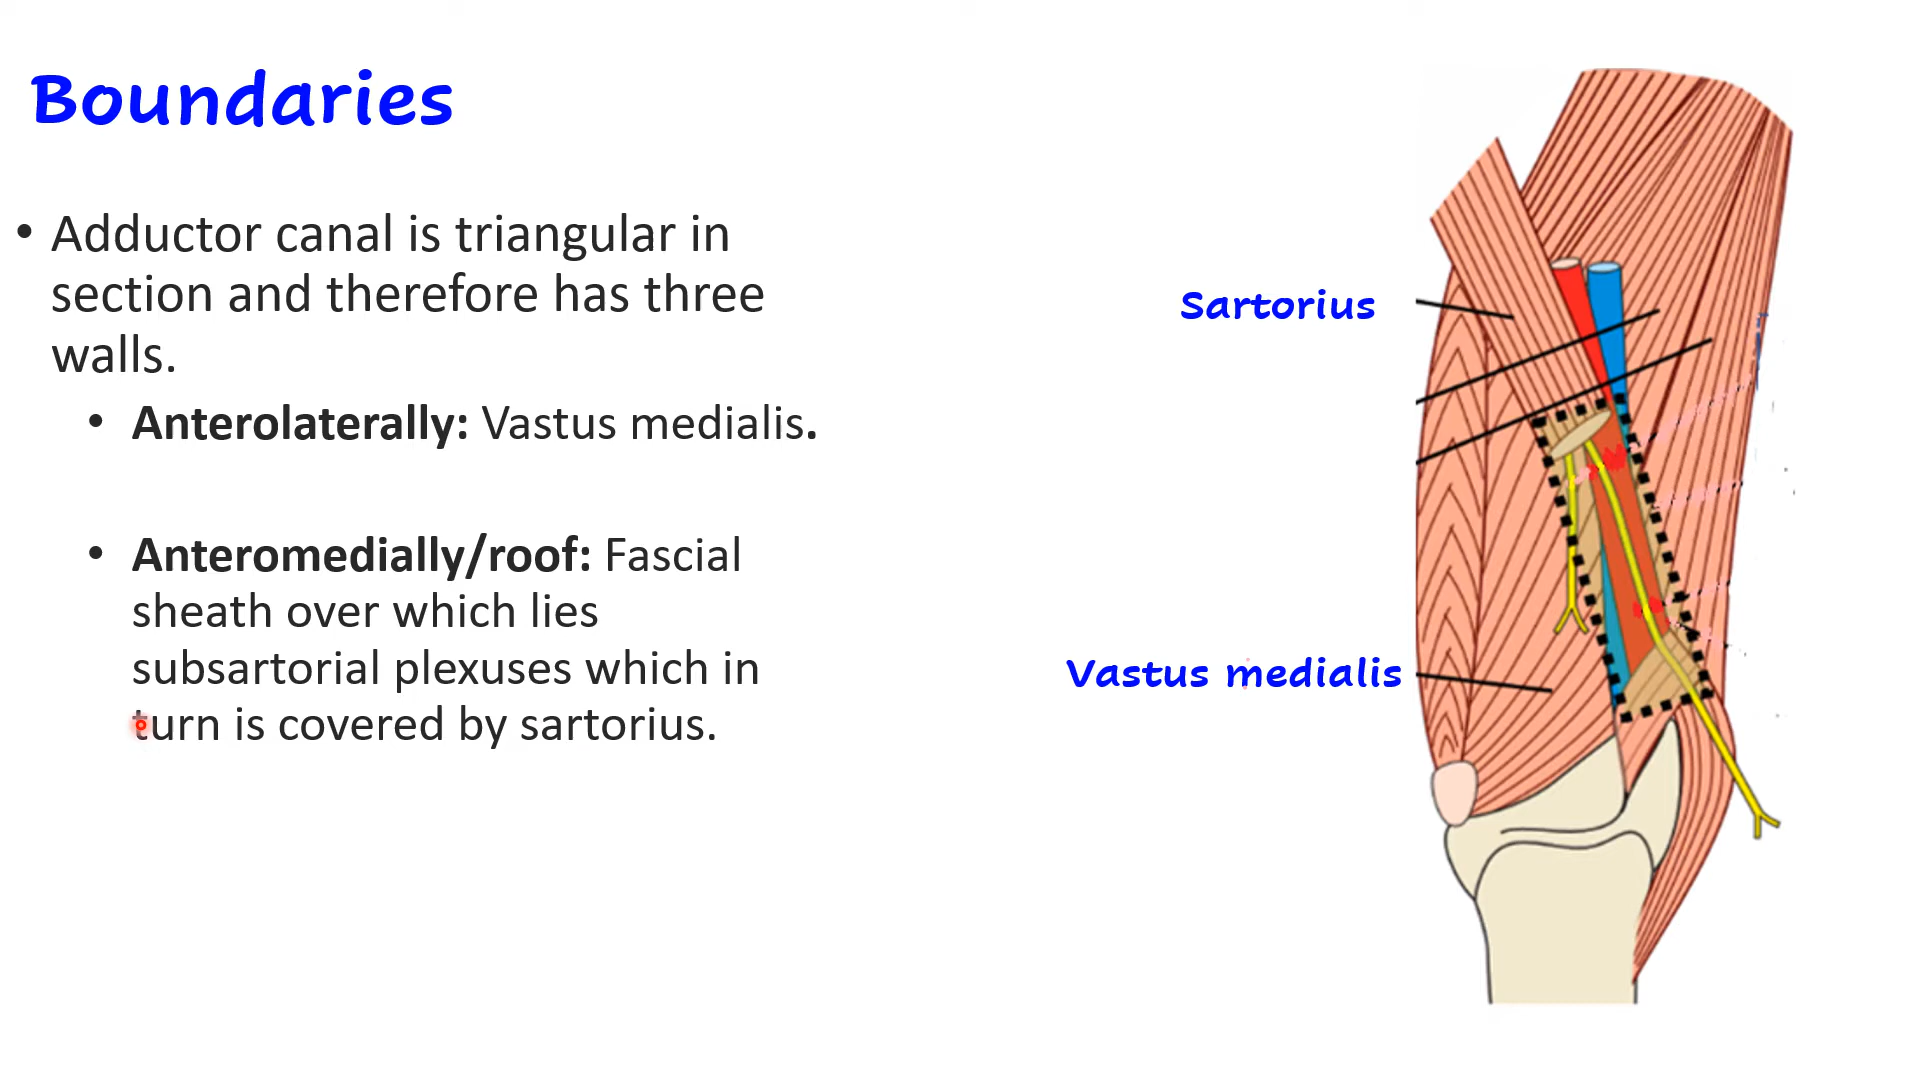 Boundaries
• Adductor canal is triangular in
section and therefore has three
walls.
• Anterolaterally: Vastus medialis.
• Anteromedially/roof: Fascial
sheath over which lies
subsartorial plexuses which in
turn is covered by sartorius.
Sartorius
Vastus medialis